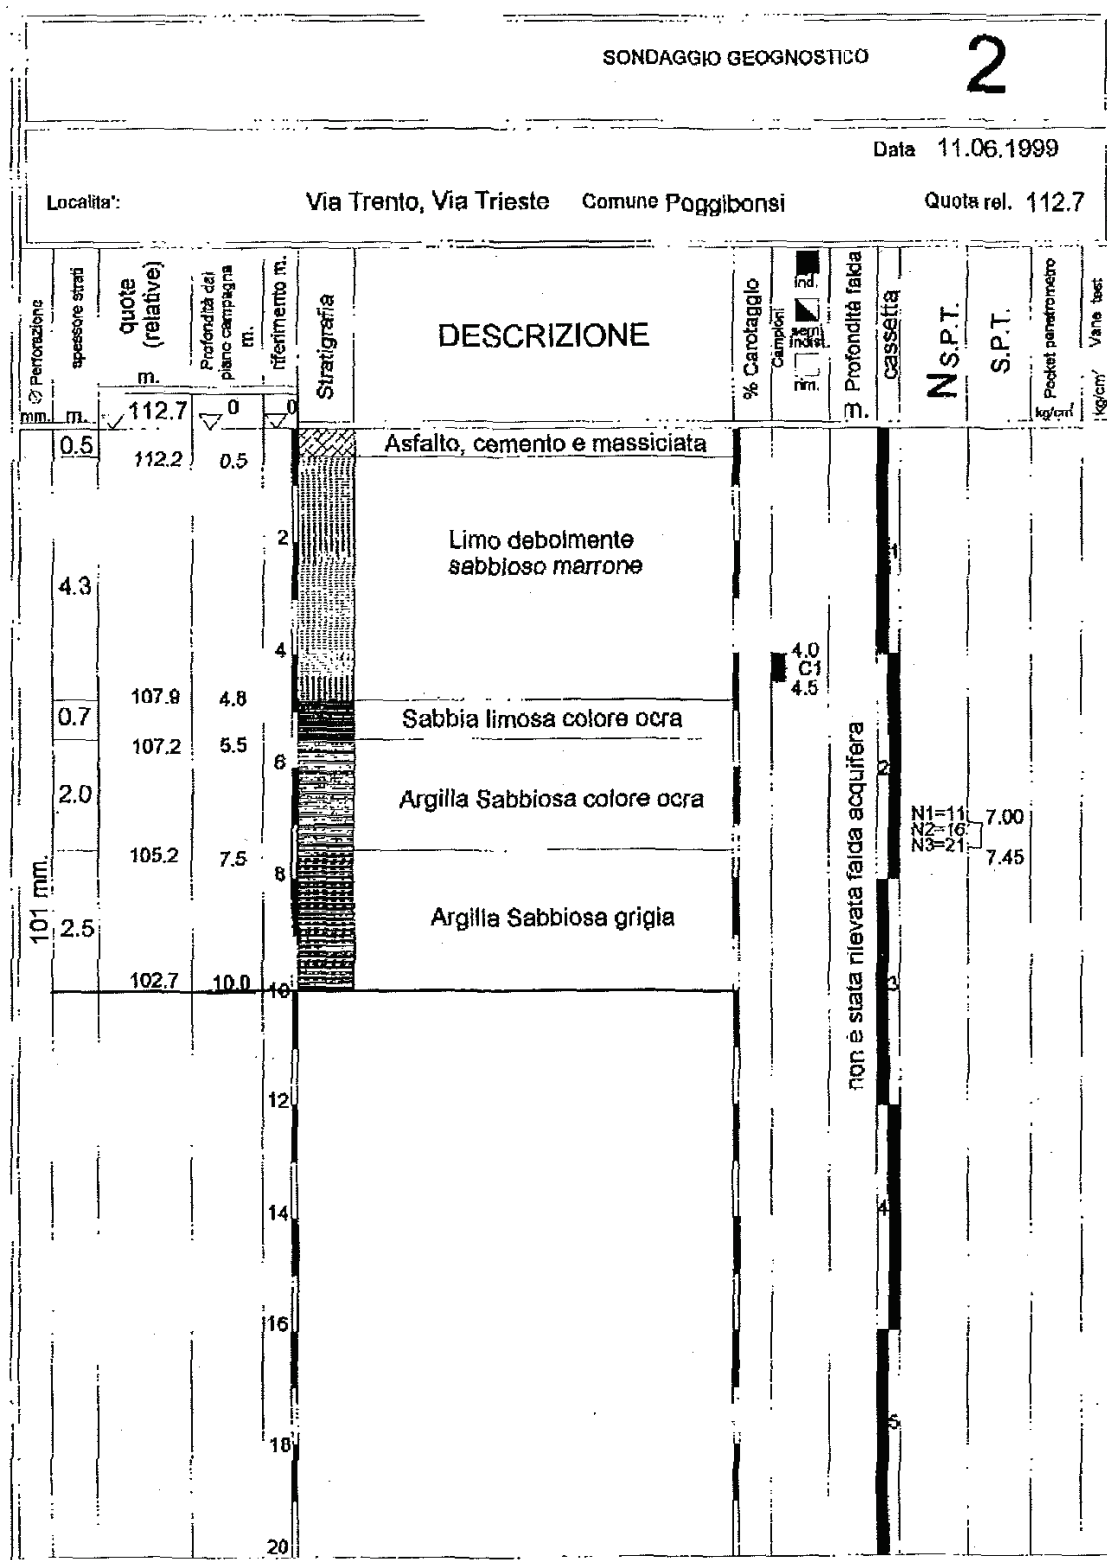 SONDAGGIO GEOGNOSTICO 2
Data 11.06.1999
Localita': Via Trento, Via Trieste Comune Poggibonsi Quota rel. 112.7
∅ Perforazione
mm.
spessore strati
m.
quote
(relative)
m.
Profondità dal
piano campagna
m.
riferimento m.
Stratigrafia
DESCRIZIONE
% Carotaggio
Campioni
ind.
semi
indist.
rim.
m. Profondità falda
cassetta
N S.P.T.
S.P.T.
Pocket penetrometro
kg/cm²
Vane test
kg/cm²
112.7 0 0
0.5 Asfalto, cemento e massiciata
112.2 0.5
2 Limo debolmente
sabbioso marrone
1
4.3
4 4.0
C1
4.5
107.9 4.8
0.7 Sabbia limosa colore ocra
107.2 5.5
6 2
2.0 Argilla Sabbiosa colore ocra
N1=11 7.00
N2=16
N3=21 7.45
105.2 7.5
8
101 mm.
2.5 Argilla Sabbiosa grigia
non è stata rilevata falda acquifera
102.7 10.0 10 3
12
14 4
16
18 5
20